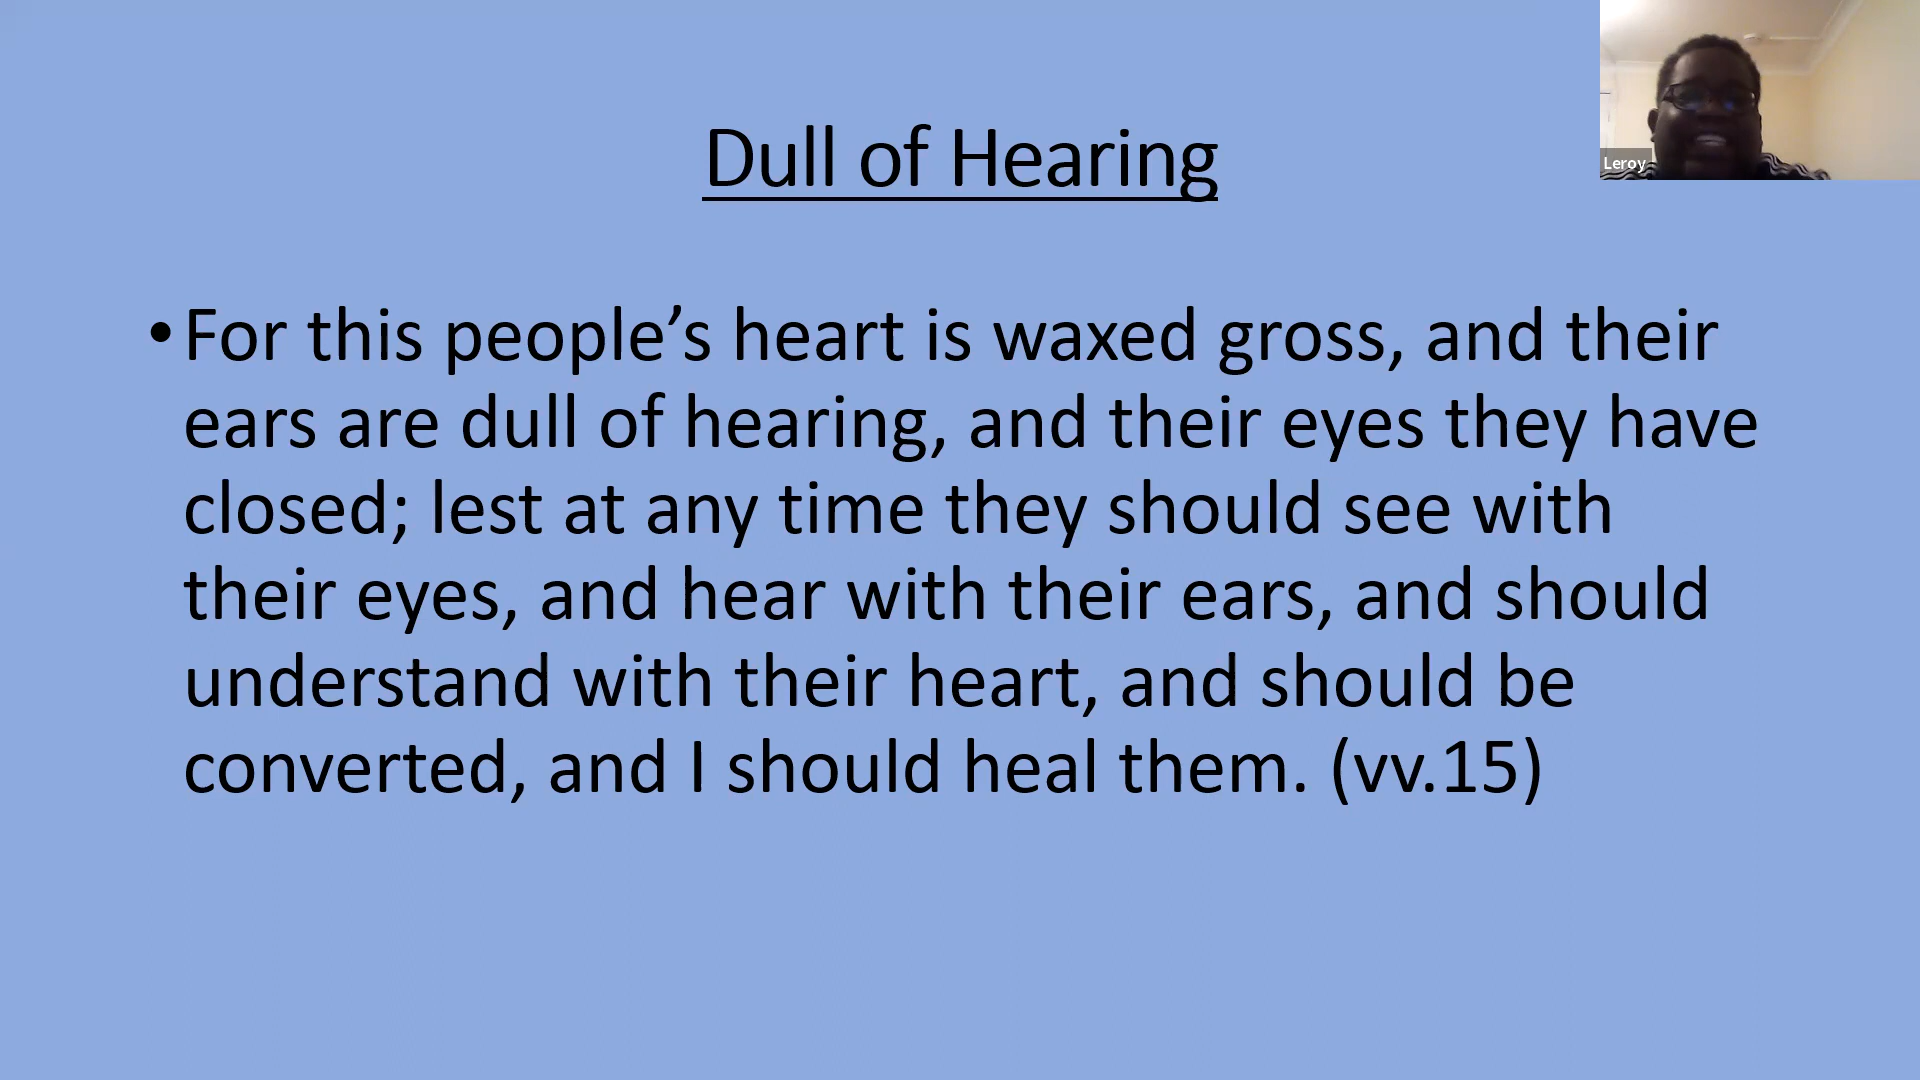 Dull of Hearing
Leroy
•For this people’s heart is waxed gross, and their
ears are dull of hearing, and their eyes they have
closed; lest at any time they should see with
their eyes, and hear with their ears, and should
understand with their heart, and should be
converted, and I should heal them. (vv.15)